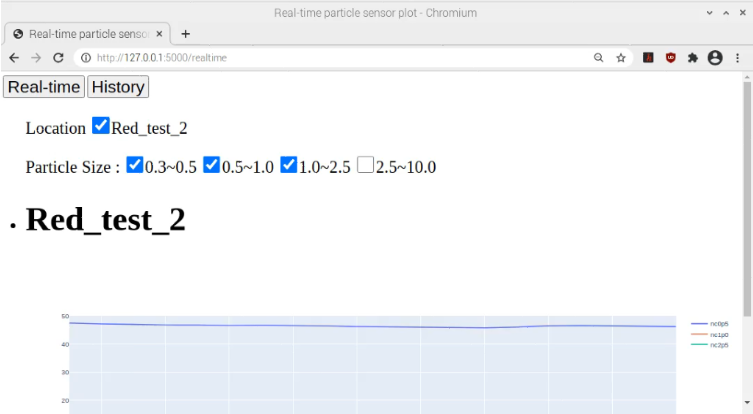 Real-time particle sensor plot - Chromium
Real-time particle senso
http://127.0.0.1:5000/realtime
Real-time History
Location Red_test_2
Particle Size : 0.3~0.5 0.5~1.0 1.0~2.5 2.5~10.0
Red_test_2
50
40
30
20
nc0p5
nc1p0
nc2p5